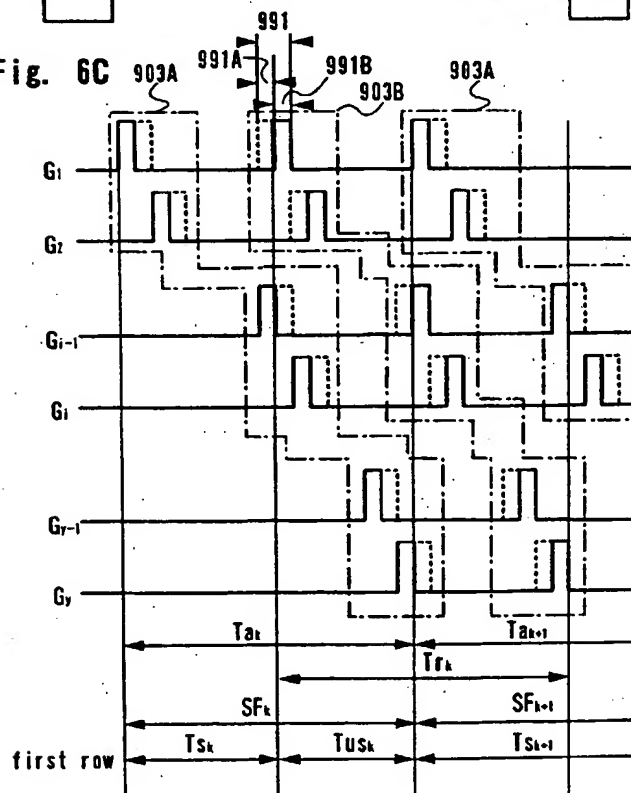 991
Fig. 6C
903A
991A
991B
903B
903A
G1
G2
Gi-1
Gi
Gy-1
Gy
Tak
Tak+1
Trk
SFk
SFk+1
first row
Tsk
Tusk
Tsk+1